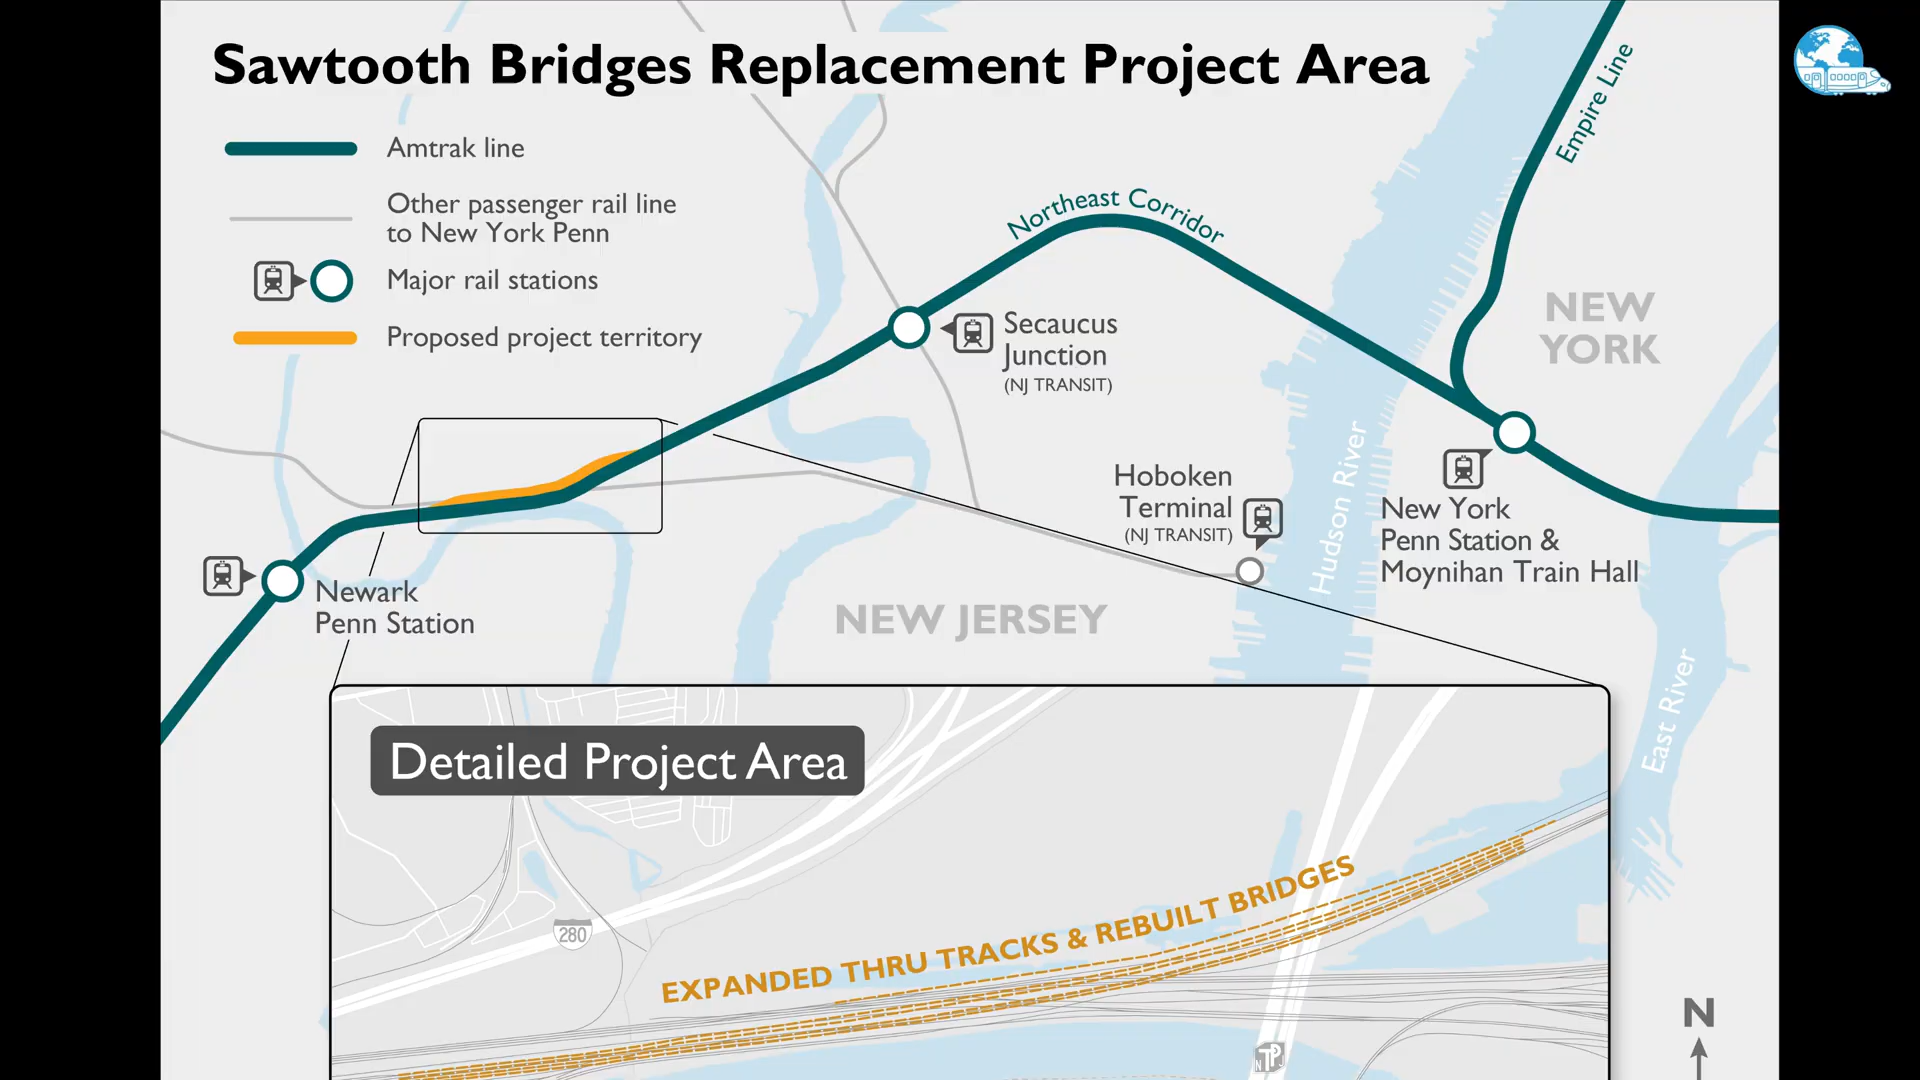 Sawtooth Bridges Replacement Project Area
Amtrak line
Other passenger rail line
to New York Penn
Major rail stations
Proposed project territory
Northeast Corridor
Empire Line
NEW
YORK
Secaucus
Junction
(NJ TRANSIT)
Hoboken
Terminal
(NJ TRANSIT)
Hudson River
New York
Penn Station &
Moynihan Train Hall
Newark
Penn Station
NEW JERSEY
East River
Detailed Project Area
280
EXPANDED THRU TRACKS & REBUILT BRIDGES
N
NTPJ